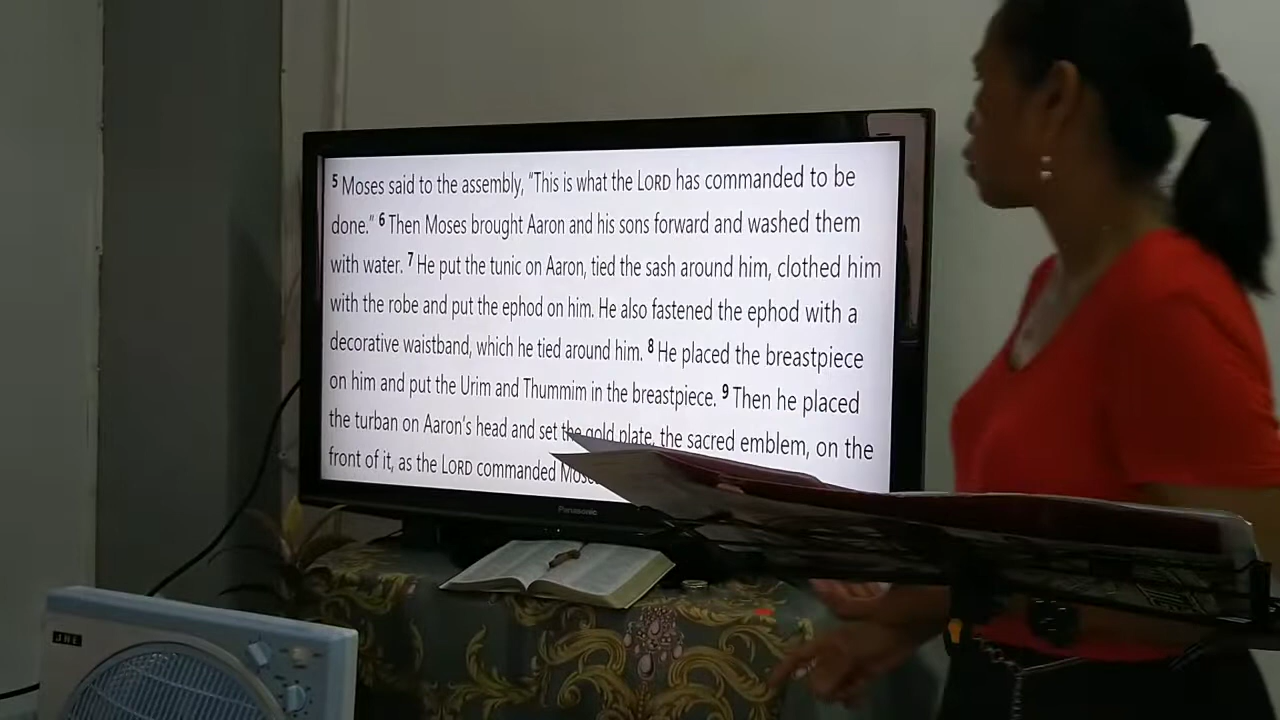 5 Moses said to the assembly, “This is what the LORD has commanded to be
done.” 6 Then Moses brought Aaron and his sons forward and washed them
with water. 7 He put the tunic on Aaron, tied the sash around him, clothed him
with the robe and put the ephod on him. He also fastened the ephod with a
decorative waistband, which he tied around him. 8 He placed the breastpiece
on him and put the Urim and Thummim in the breastpiece. 9 Then he placed
the turban on Aaron’s head and set the gold plate, the sacred emblem, on the
front of it, as the LORD commanded
Panasonic
JHE